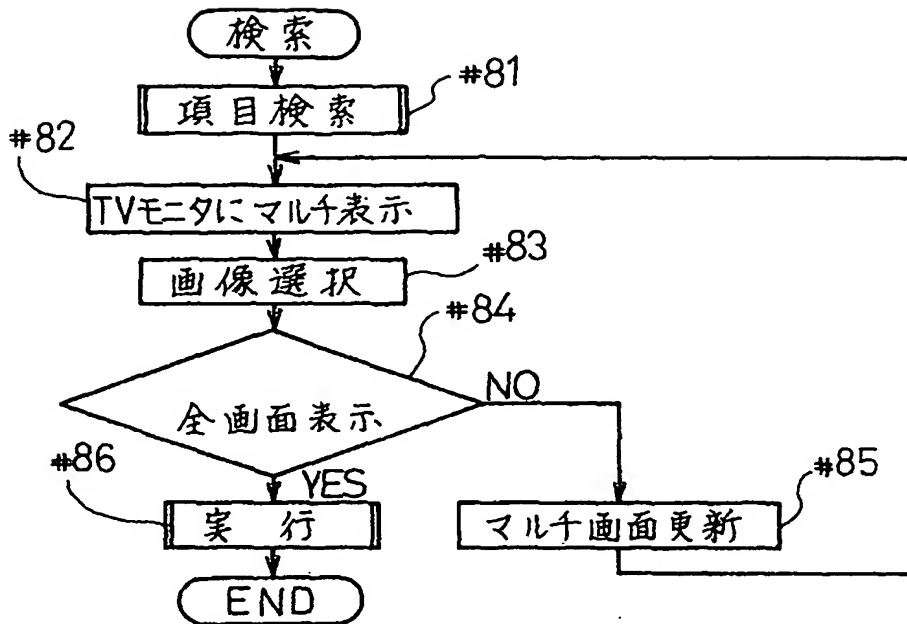 検索
#81
項目検索
#82
TVモニタにマルチ表示
#83
画像選択
#84
全画面表示
NO
YES
#86
#85
実 行
マルチ画面更新
END